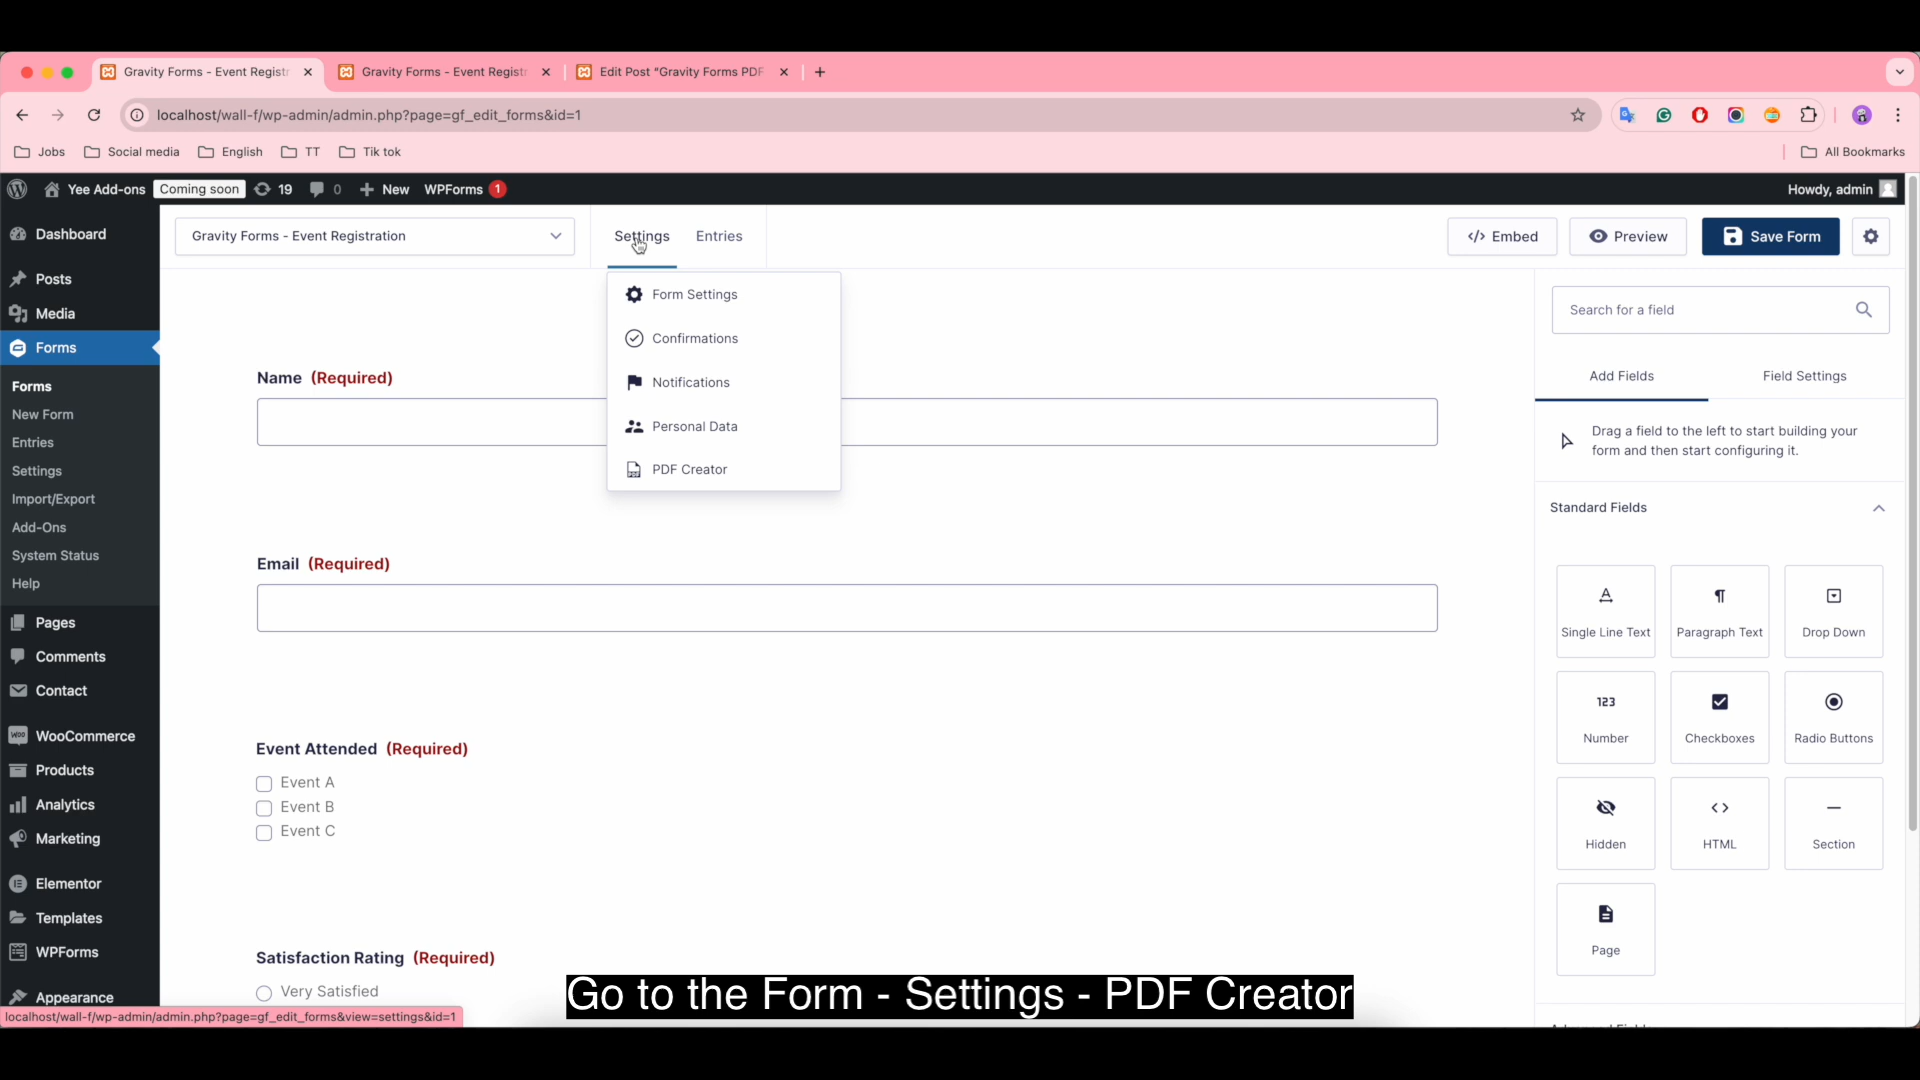 Gravity Forms - Event Registr
Gravity Forms - Event Registr
Edit Post "Gravity Forms PDF
localhost/wall-f/wp-admin/admin.php?page=gf_edit_forms&id=1
Jobs
Social media
English
TT
Tik tok
All Bookmarks
Yee Add-ons
Coming soon
19
0
New
WPForms
1
Howdy, admin
Dashboard
Posts
Media
Forms
Forms
New Form
Entries
Settings
Import/Export
Add-Ons
System Status
Help
Pages
Comments
Contact
WooCommerce
Products
Analytics
Marketing
Elementor
Templates
WPForms
Appearance
localhost/wall-f/wp-admin/admin.php?page=gf_edit_forms&view=settings&id=1
Gravity Forms - Event Registration
Settings
Entries
</> Embed
Preview
Save Form
Form Settings
Confirmations
Notifications
Personal Data
PDF Creator
Name (Required)
Email (Required)
Event Attended (Required)
Event A
Event B
Event C
Satisfaction Rating (Required)
Very Satisfied
Search for a field
Add Fields
Field Settings
Drag a field to the left to start building your
form and then start configuring it.
Standard Fields
Single Line Text
Paragraph Text
Drop Down
123
Number
Checkboxes
Radio Buttons
Hidden
HTML
Section
Page
Go to the Form - Settings - PDF Creator